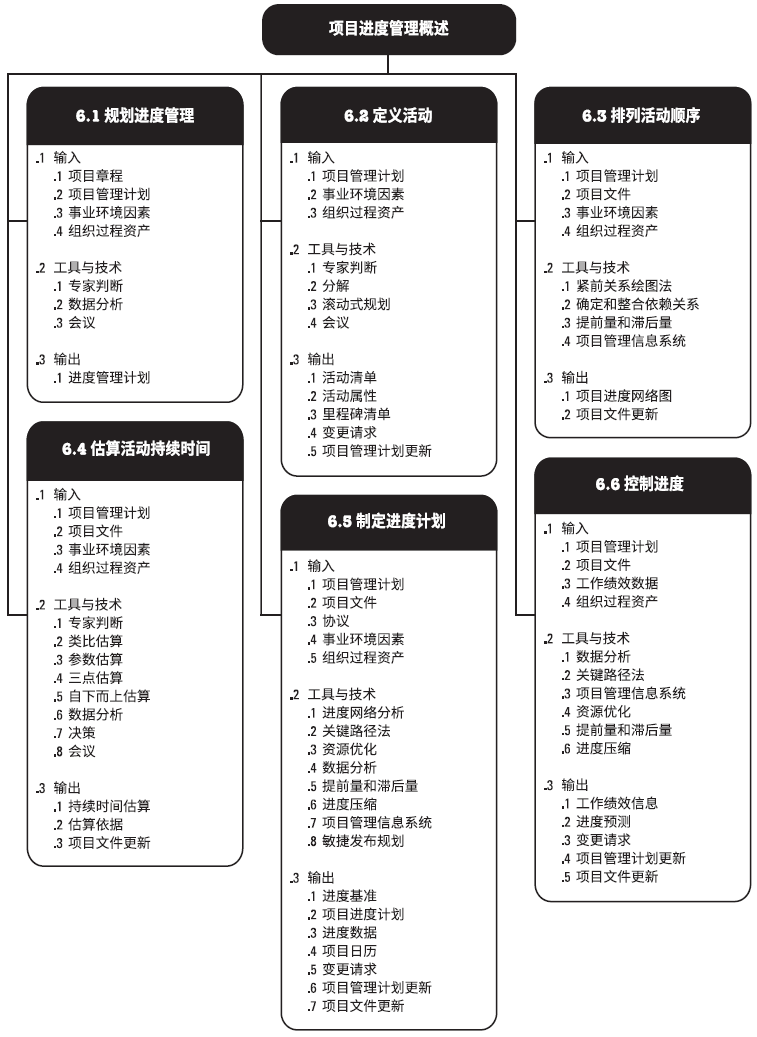 项目进度管理概述
6.1 规划进度管理
.1 输入
.1 项目章程
.2 项目管理计划
.3 事业环境因素
.4 组织过程资产
.2 工具与技术
.1 专家判断
.2 数据分析
.3 会议
.3 输出
.1 进度管理计划
6.2 定义活动
.1 输入
.1 项目管理计划
.2 事业环境因素
.3 组织过程资产
.2 工具与技术
.1 专家判断
.2 分解
.3 滚动式规划
.4 会议
.3 输出
.1 活动清单
.2 活动属性
.3 里程碑清单
.4 变更请求
.5 项目管理计划更新
6.3 排列活动顺序
.1 输入
.1 项目管理计划
.2 项目文件
.3 事业环境因素
.4 组织过程资产
.2 工具与技术
.1 紧前关系绘图法
.2 确定和整合依赖关系
.3 提前量和滞后量
.4 项目管理信息系统
.3 输出
.1 项目进度网络图
.2 项目文件更新
6.4 估算活动持续时间
.1 输入
.1 项目管理计划
.2 项目文件
.3 事业环境因素
.4 组织过程资产
.2 工具与技术
.1 专家判断
.2 类比估算
.3 参数估算
.4 三点估算
.5 自下而上估算
.6 数据分析
.7 决策
.8 会议
.3 输出
.1 持续时间估算
.2 估算依据
.3 项目文件更新
6.5 制定进度计划
.1 输入
.1 项目管理计划
.2 项目文件
.3 协议
.4 事业环境因素
.5 组织过程资产
.2 工具与技术
.1 进度网络分析
.2 关键路径法
.3 资源优化
.4 数据分析
.5 提前量和滞后量
.6 进度压缩
.7 项目管理信息系统
.8 敏捷发布规划
.3 输出
.1 进度基准
.2 项目进度计划
.3 进度数据
.4 项目日历
.5 变更请求
.6 项目管理计划更新
.7 项目文件更新
6.6 控制进度
.1 输入
.1 项目管理计划
.2 项目文件
.3 工作绩效数据
.4 组织过程资产
.2 工具与技术
.1 数据分析
.2 关键路径法
.3 项目管理信息系统
.4 资源优化
.5 提前量和滞后量
.6 进度压缩
.3 输出
.1 工作绩效信息
.2 进度预测
.3 变更请求
.4 项目管理计划更新
.5 项目文件更新